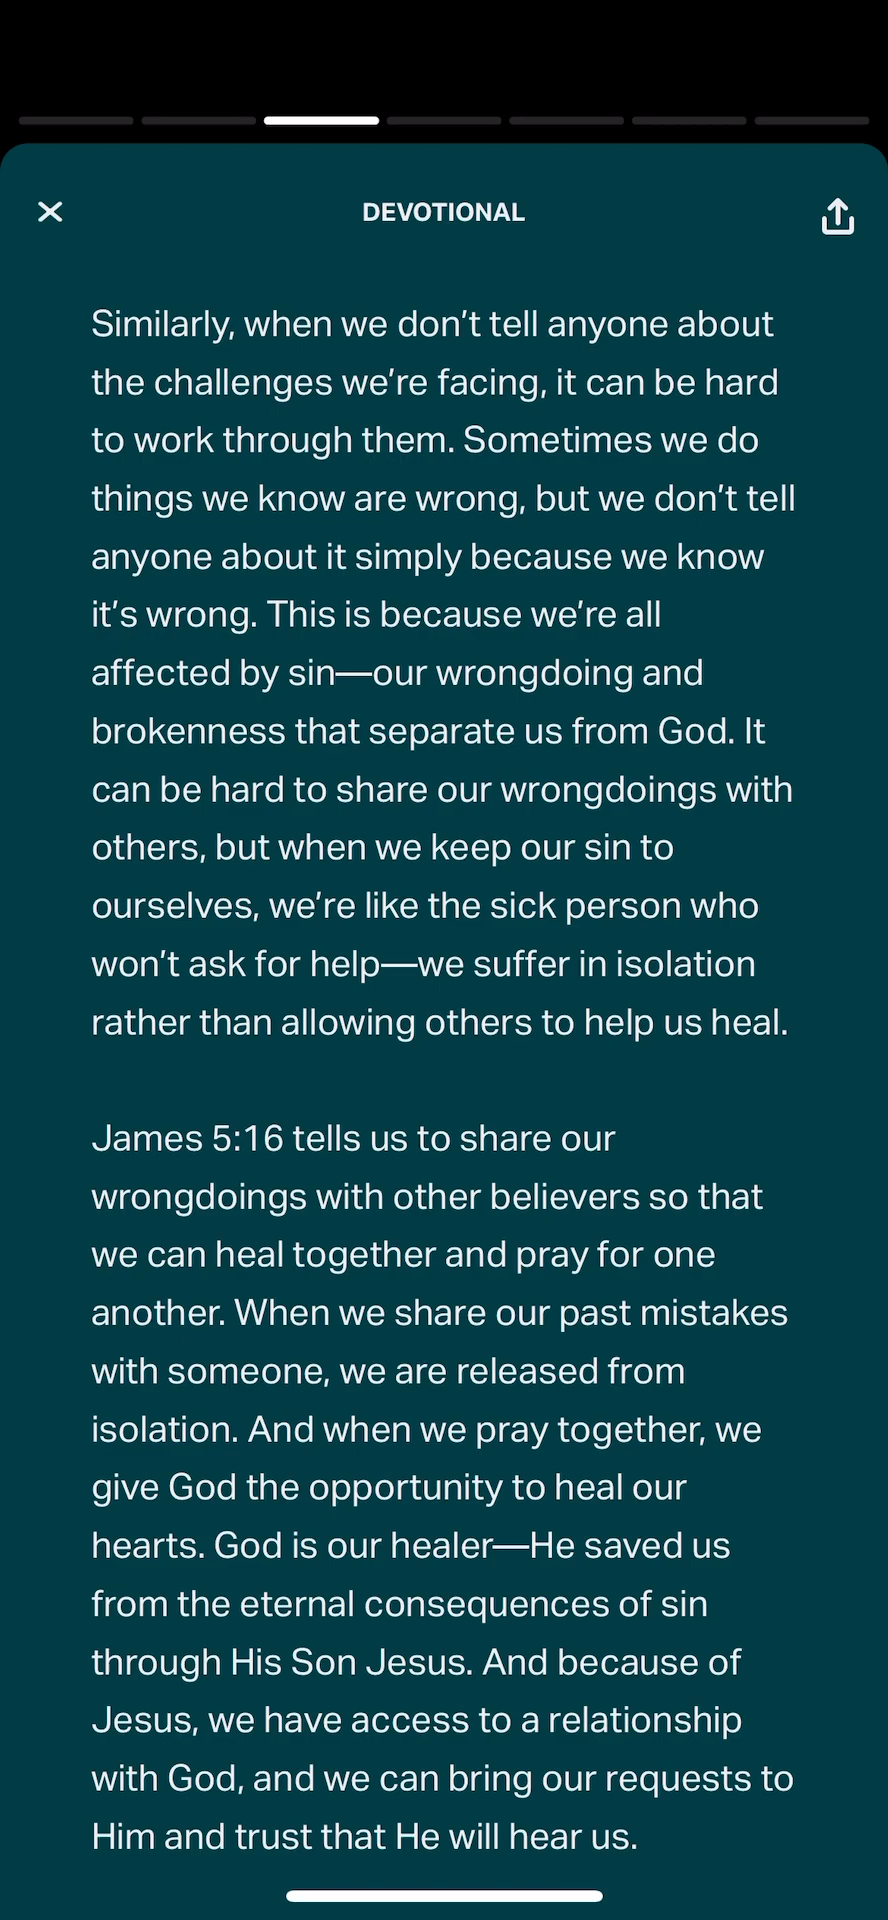 DEVOTIONAL
Similarly, when we don’t tell anyone about
the challenges we’re facing, it can be hard
to work through them. Sometimes we do
things we know are wrong, but we don’t tell
anyone about it simply because we know
it’s wrong. This is because we’re all
affected by sin—our wrongdoing and
brokenness that separate us from God. It
can be hard to share our wrongdoings with
others, but when we keep our sin to
ourselves, we’re like the sick person who
won’t ask for help—we suffer in isolation
rather than allowing others to help us heal.
James 5:16 tells us to share our
wrongdoings with other believers so that
we can heal together and pray for one
another. When we share our past mistakes
with someone, we are released from
isolation. And when we pray together, we
give God the opportunity to heal our
hearts. God is our healer—He saved us
from the eternal consequences of sin
through His Son Jesus. And because of
Jesus, we have access to a relationship
with God, and we can bring our requests to
Him and trust that He will hear us.